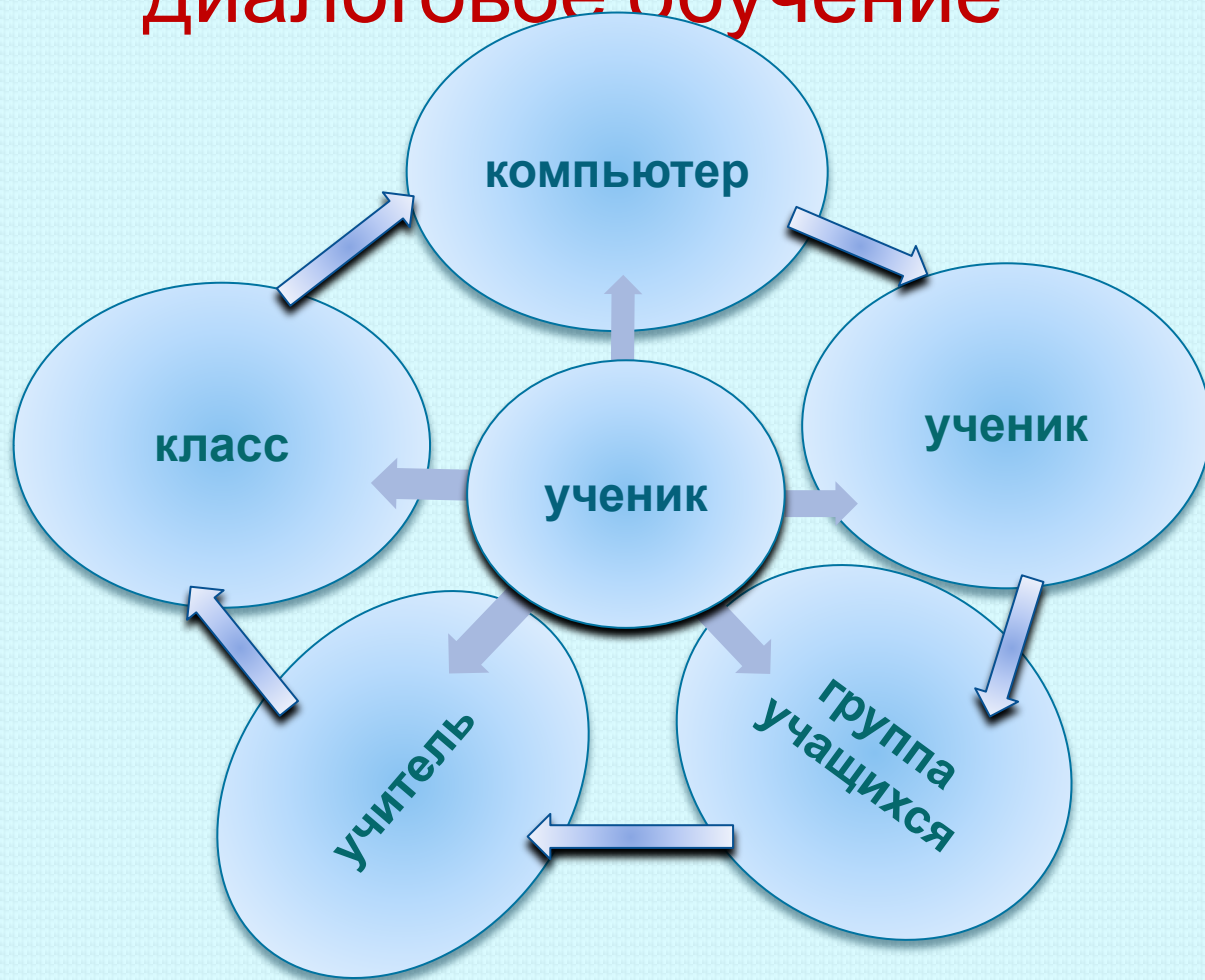 диалоговое обучение
компьютер
ученик
класс
ученик
группа
учащихся
учитель